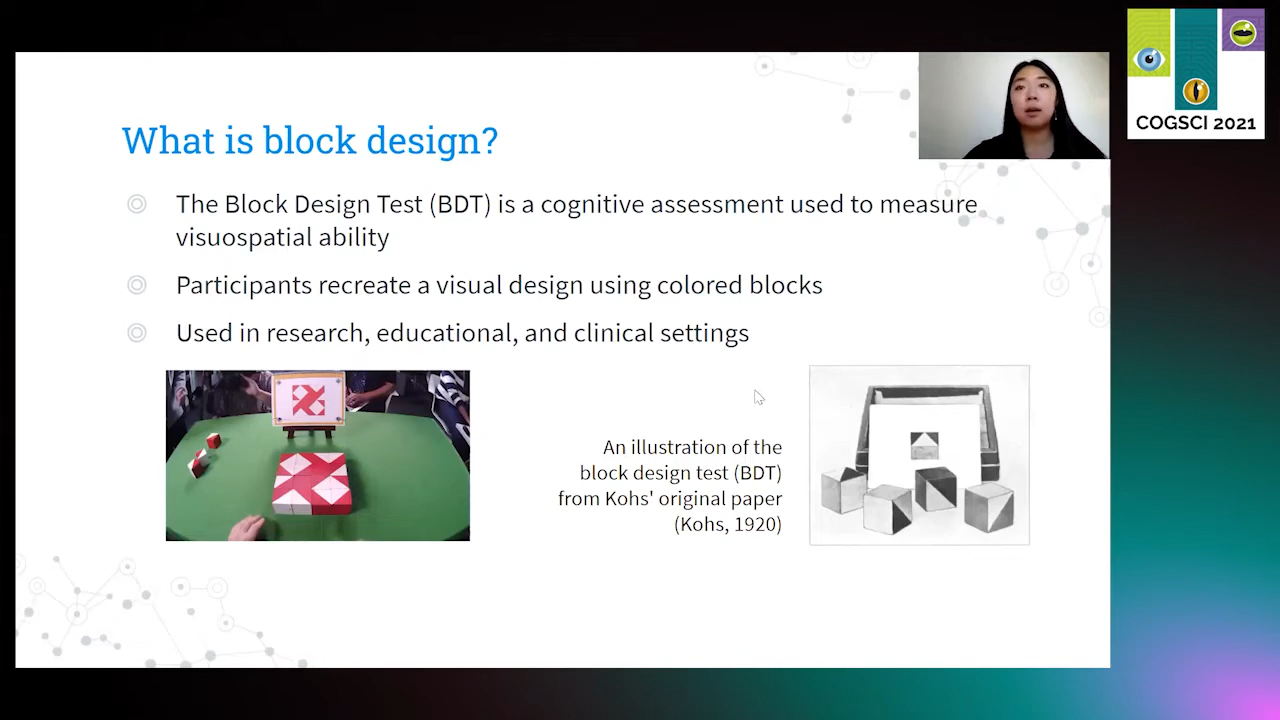 COGSCI 2021
What is block design?
The Block Design Test (BDT) is a cognitive assessment used to measure
visuospatial ability
Participants recreate a visual design using colored blocks
Used in research, educational, and clinical settings
An illustration of the
block design test (BDT)
from Kohs' original paper
(Kohs, 1920)